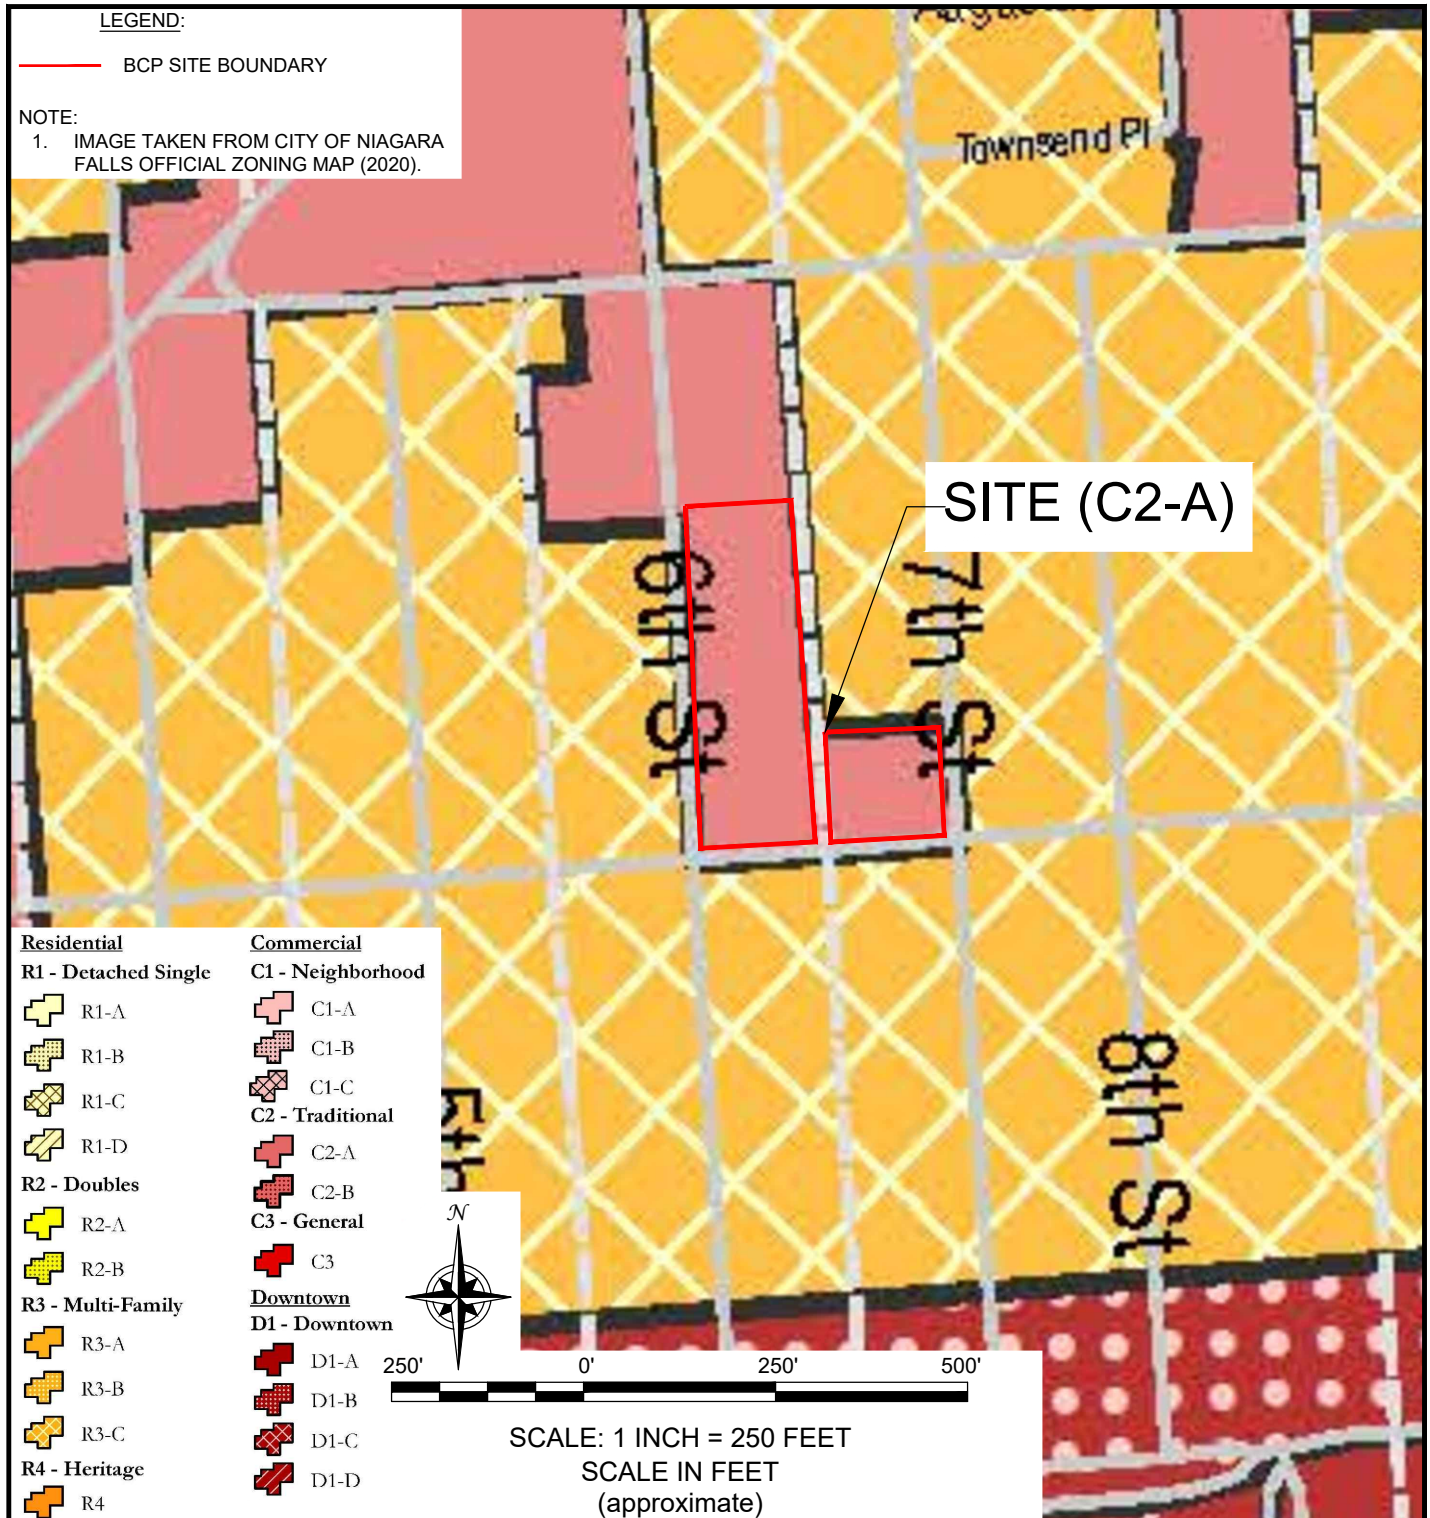 LEGEND:
BCP SITE BOUNDARY
NOTE:
1. IMAGE TAKEN FROM CITY OF NIAGARA
FALLS OFFICIAL ZONING MAP (2020).
Townsend Pl
SITE (C2-A)
6th St
7th St
8th St
5th
Residential
R1 - Detached Single
R1-A
R1-B
R1-C
R1-D
R2 - Doubles
R2-A
R2-B
R3 - Multi-Family
R3-A
R3-B
R3-C
R4 - Heritage
R4
Commercial
C1 - Neighborhood
C1-A
C1-B
C1-C
C2 - Traditional
C2-A
C2-B
C3 - General
C3
Downtown
D1 - Downtown
D1-A
D1-B
D1-C
D1-D
N
250' 0' 250' 500'
SCALE: 1 INCH = 250 FEET
SCALE IN FEET
(approximate)